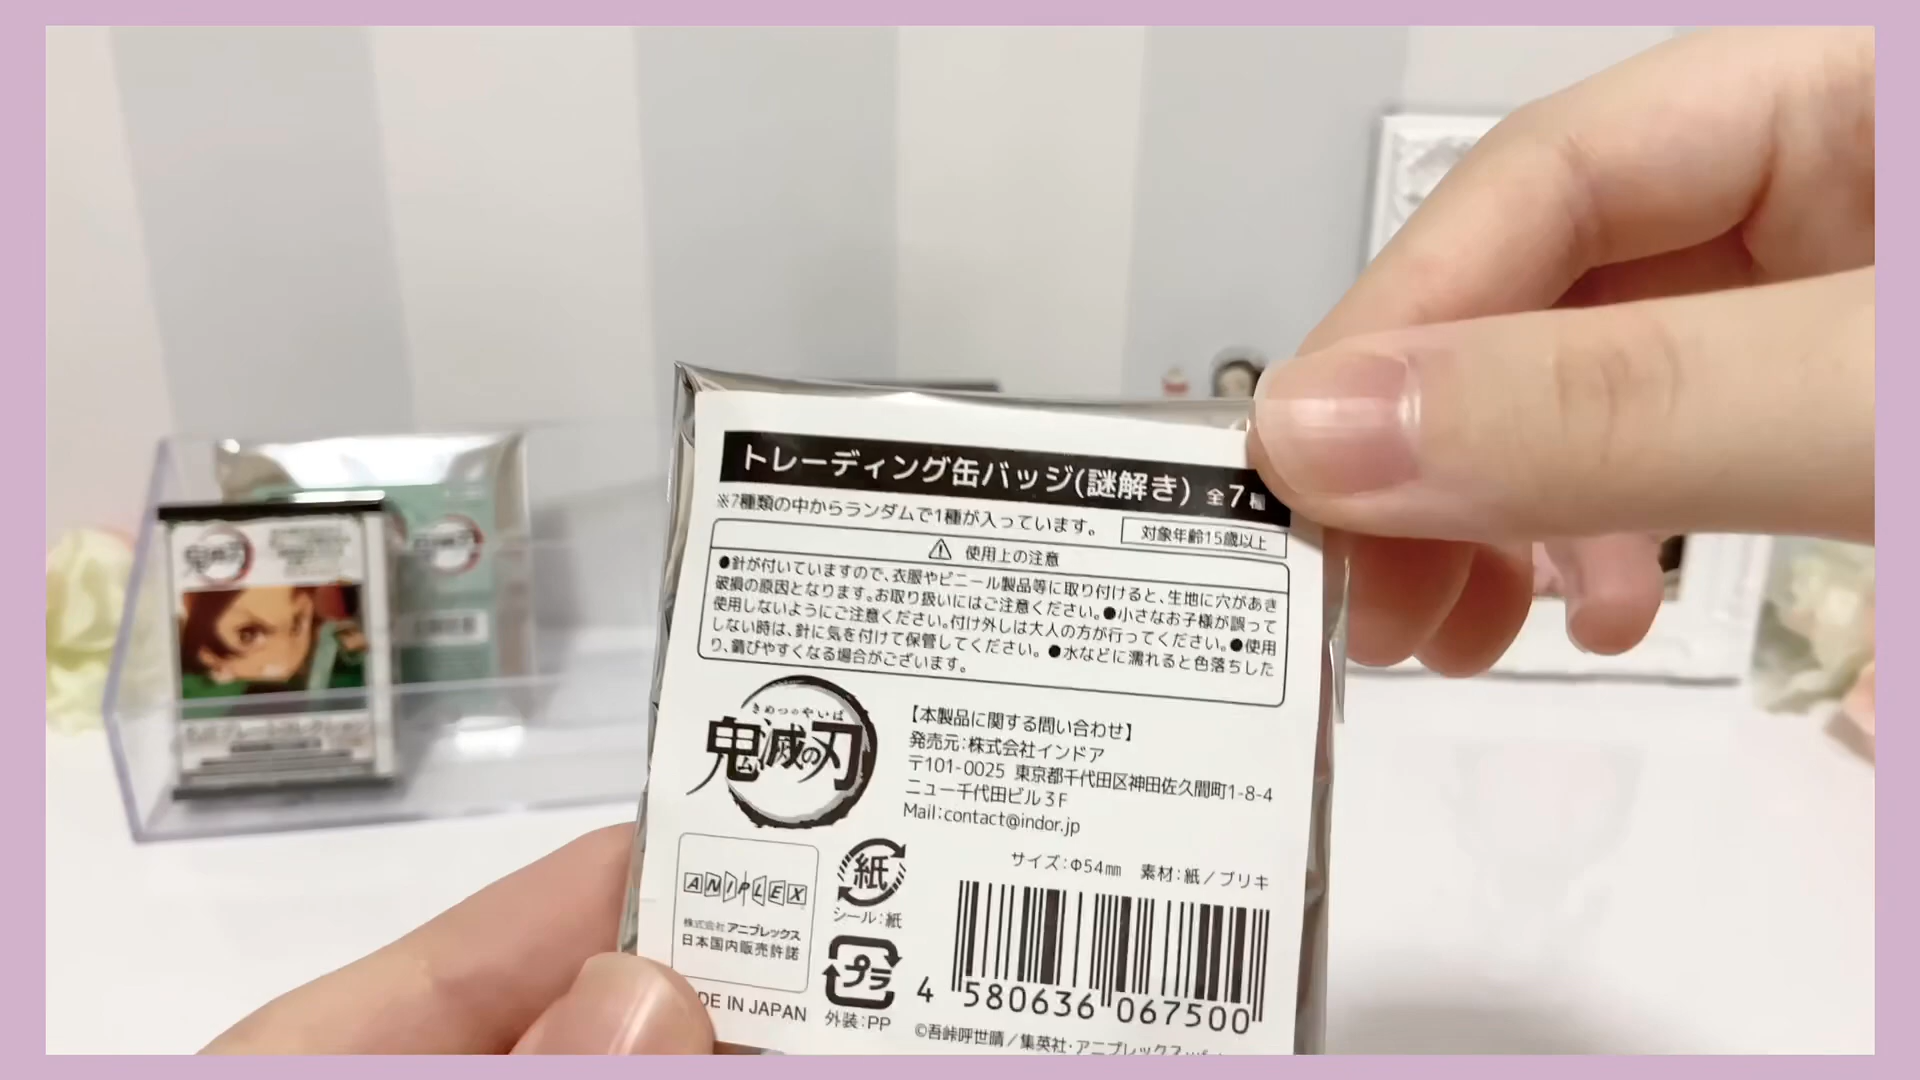 トレーディング缶バッジ(謎解き) 全7種
※7種類の中からランダムで1種が入っています。
対象年齢15歳以上
使用上の注意
●針が付いていますので、衣服やビニール製品等に取り付けると、生地に穴があき
破損の原因となります。お取り扱いにはご注意ください。●小さなお子様が誤って
使用しないようにご注意ください。付け外しは大人の方が行ってください。●使用
しない時は、針に気を付けて保管してください。●水などに濡れると色落ちした
り、錆びやすくなる場合がございます。
きめつのやいば
鬼滅の刃
【本製品に関する問い合わせ】
発売元:株式会社インドア
〒101-0025 東京都千代田区神田佐久間町1-8-4
ニュー千代田ビル3F
Mail:contact@indor.jp
サイズ:Φ54㎜ 素材:紙/ブリキ
ANIPLEX
株式会社アニプレックス
日本国内販売許諾
紙
シール:紙
プラ
外装:PP
DE IN JAPAN
4 580636 067500
©吾峠呼世晴/集英社・アニプレックス
鬼滅の刃